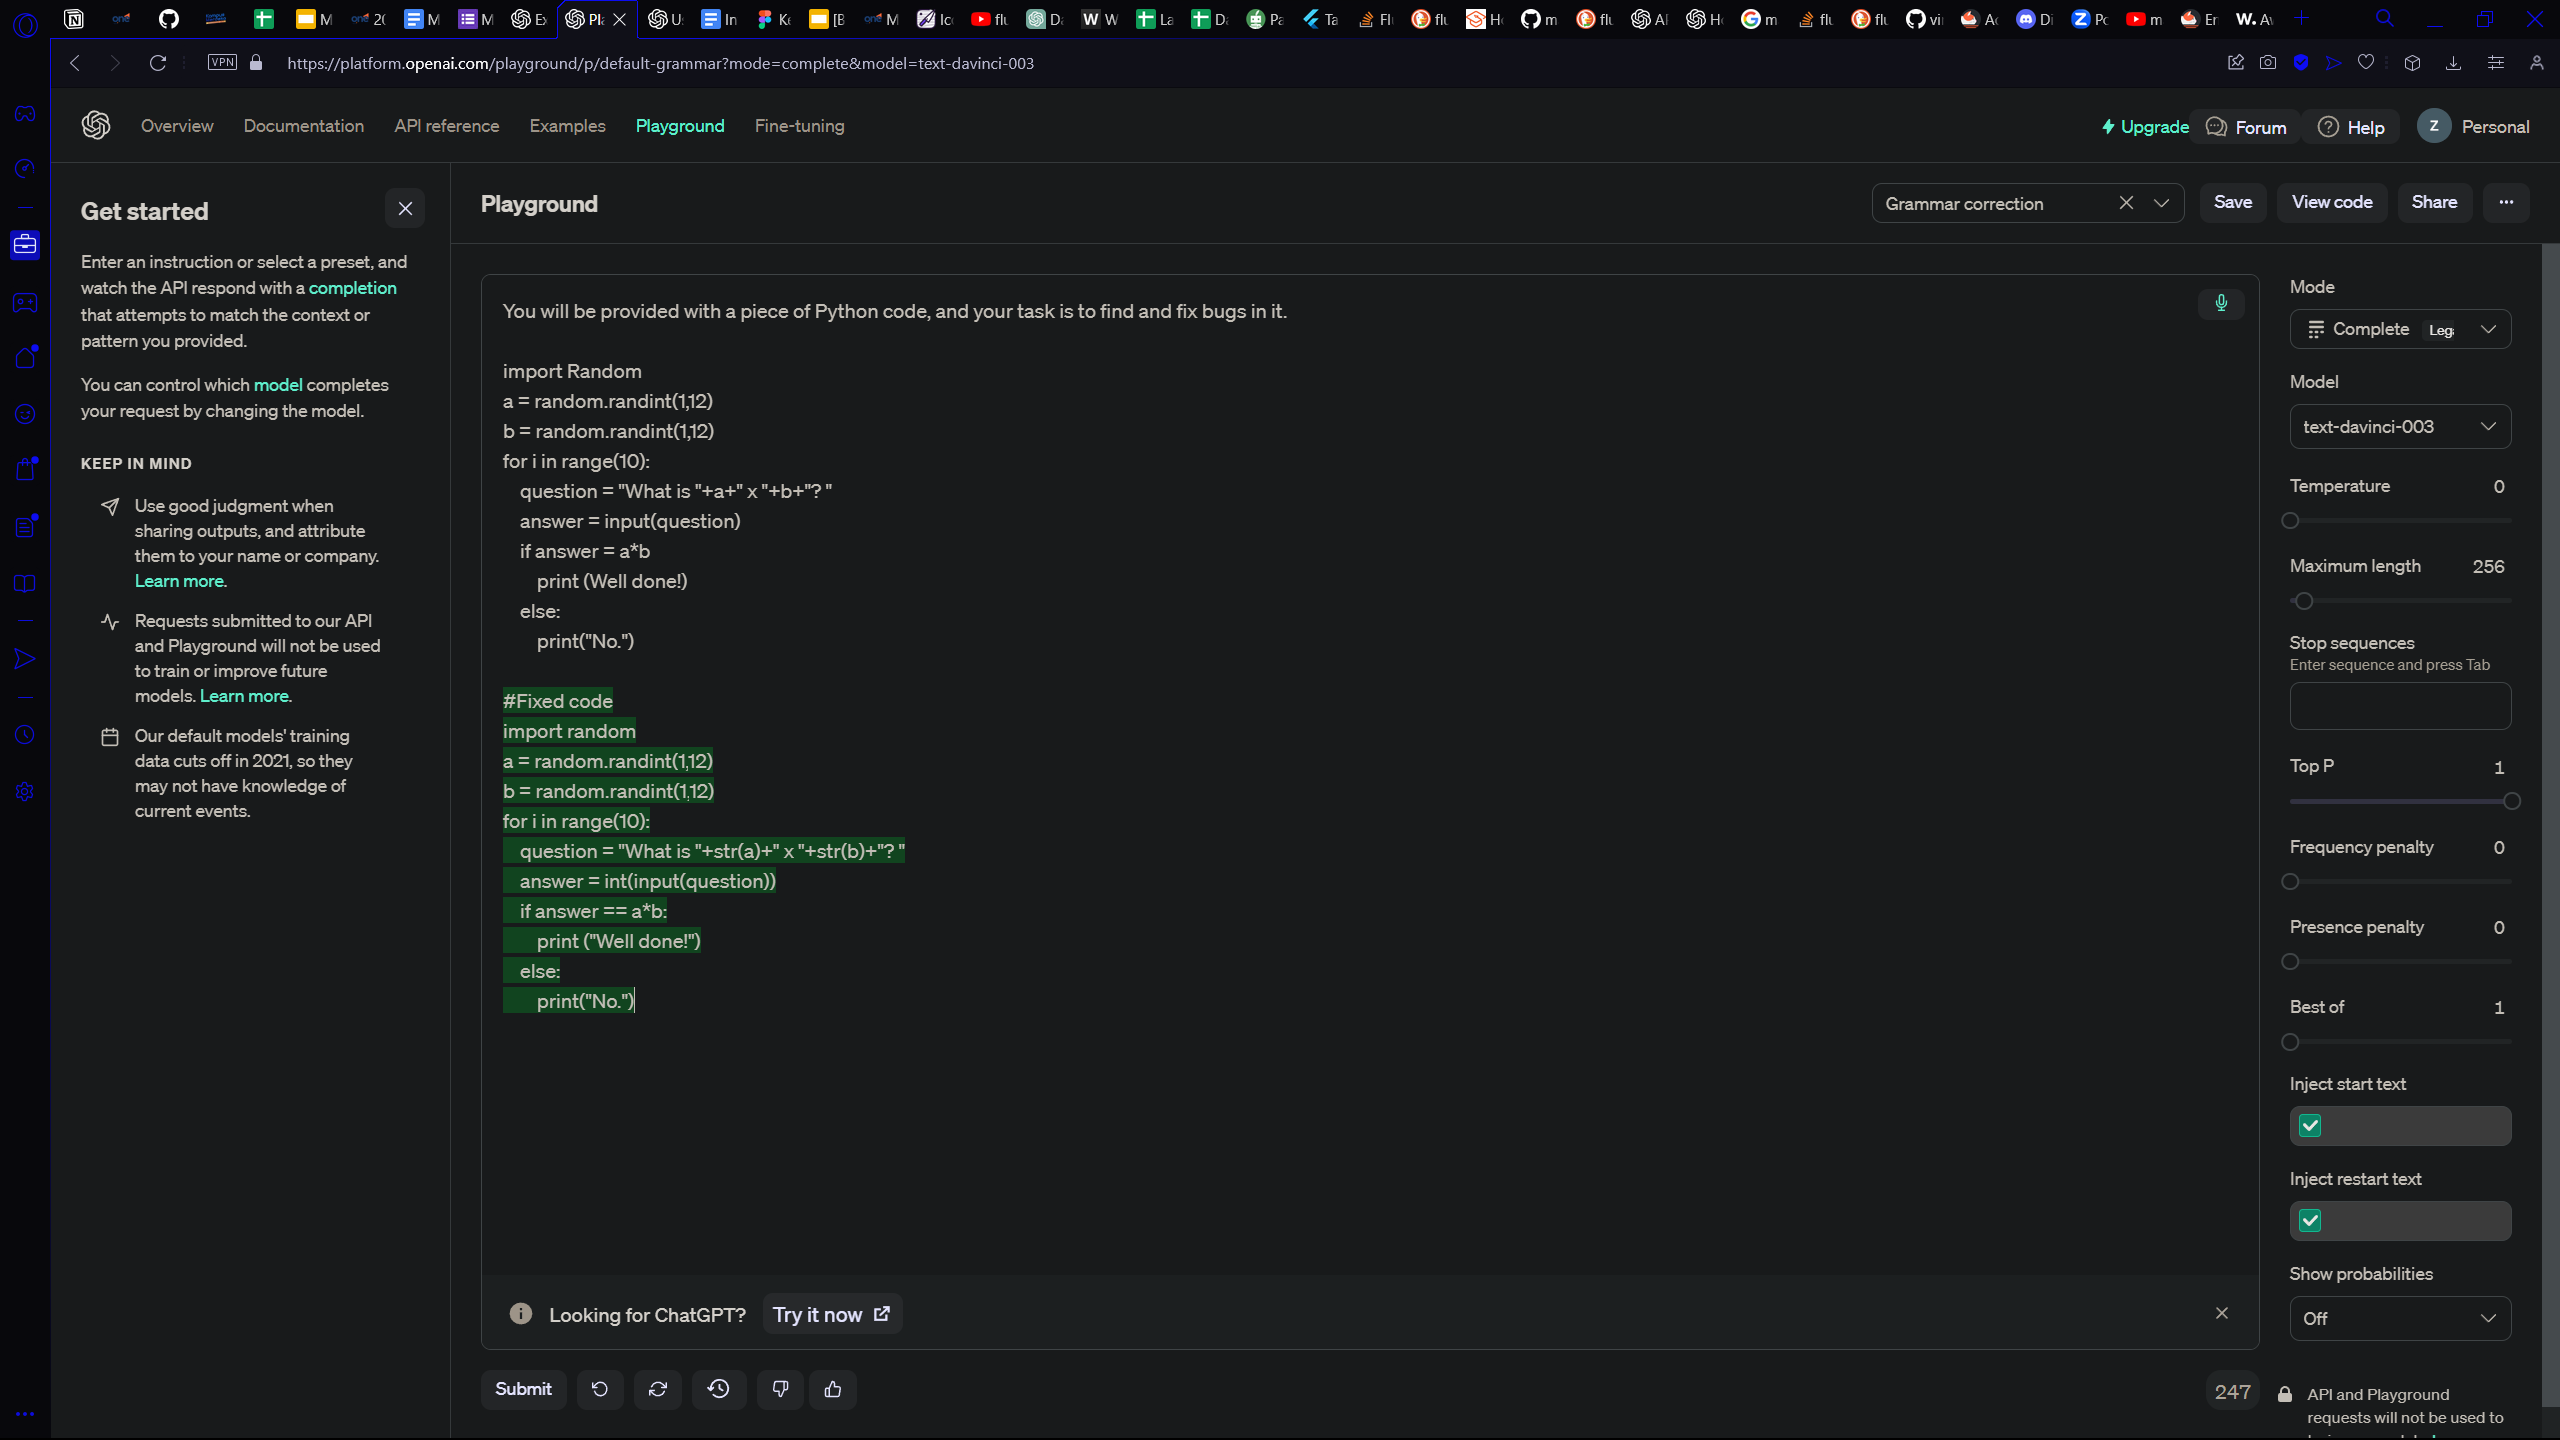 M
20
M
M
Ex
Pla
U:
In
Ke
[B
M
Ic
flu
Da
W
La
Da
Pa
Ta
Fl
flu
H
m
flu
AI
H
m
flu
flu
vi
Ac
Di
Pc
m
Er
W. Av
VPN
https://platform.openai.com/playground/p/default-grammar?mode=complete&model=text-davinci-003
Overview Documentation API reference Examples Playground Fine-tuning
Upgrade Forum Help Z Personal
Get started
Enter an instruction or select a preset, and
watch the API respond with a completion
that attempts to match the context or
pattern you provided.
You can control which model completes
your request by changing the model.
KEEP IN MIND
Use good judgment when
sharing outputs, and attribute
them to your name or company.
Learn more.
Requests submitted to our API
and Playground will not be used
to train or improve future
models. Learn more.
Our default models' training
data cuts off in 2021, so they
may not have knowledge of
current events.
Playground
Grammar correction
Save View code Share ...
You will be provided with a piece of Python code, and your task is to find and fix bugs in it.
import Random
a = random.randint(1,12)
b = random.randint(1,12)
for i in range(10):
question = "What is "+a+" x "+b+"? "
answer = input(question)
if answer = a*b
print (Well done!)
else:
print("No.")
#Fixed code
import random
a = random.randint(1,12)
b = random.randint(1,12)
for i in range(10):
question = "What is "+str(a)+" x "+str(b)+"? "
answer = int(input(question))
if answer == a*b:
print ("Well done!")
else:
print("No.")
Looking for ChatGPT? Try it now
Submit
247
Mode
Complete Leg
Model
text-davinci-003
Temperature 0
Maximum length 256
Stop sequences
Enter sequence and press Tab
Top P 1
Frequency penalty 0
Presence penalty 0
Best of 1
Inject start text
Inject restart text
Show probabilities
Off
API and Playground
requests will not be used to